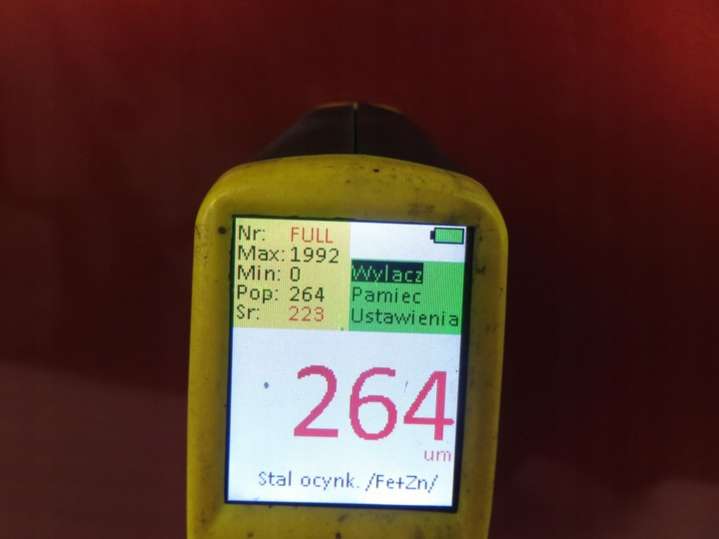 Nr: FULL
Max: 1992
Min: 0
Pop: 264
Sr: 223
Wylacz
Pamiec
Ustawienia
264
um
Stal ocynk. /Fe+Zn/